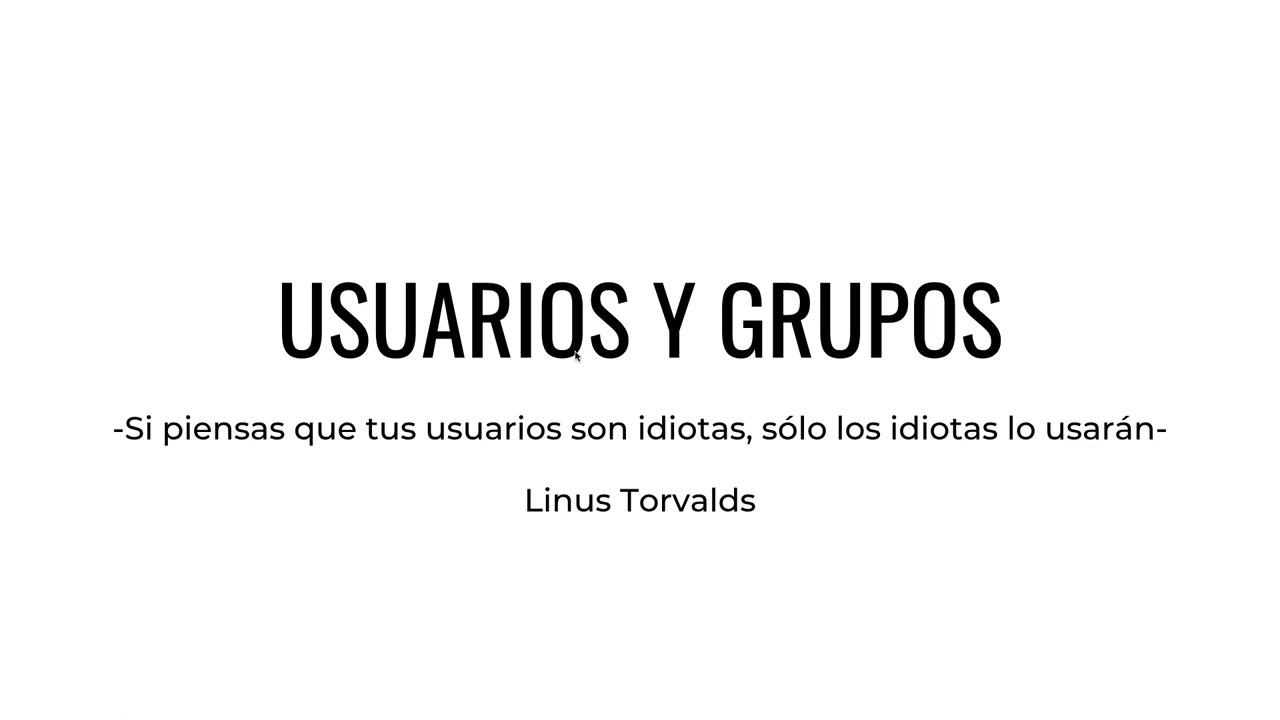 USUARIOS Y GRUPOS
-Si piensas que tus usuarios son idiotas, sólo los idiotas lo usarán-
Linus Torvalds